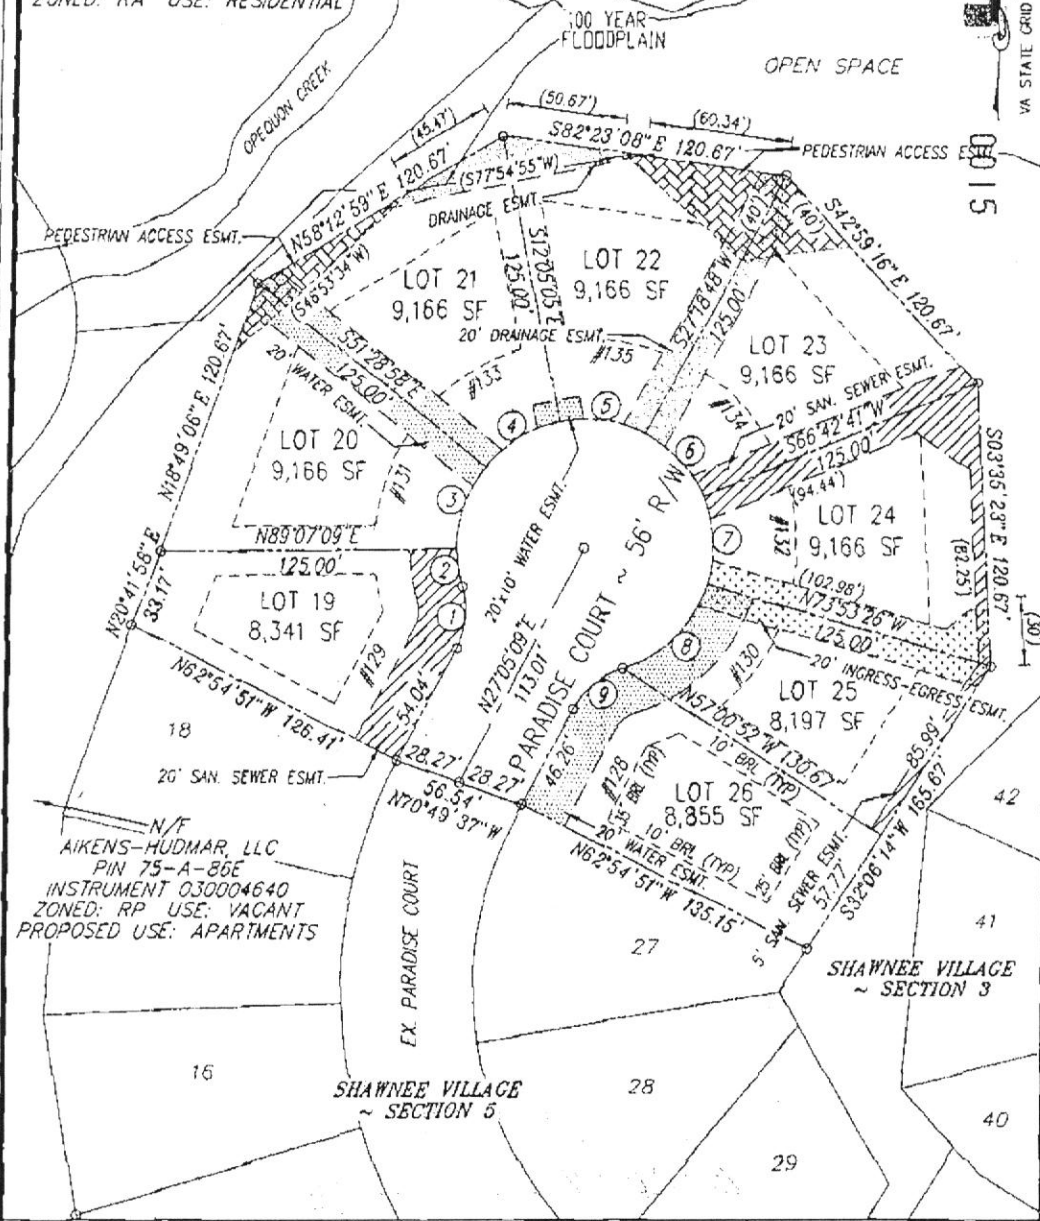 ZONED: RA USE: RESIDENTIAL
100 YEAR
FLOODPLAIN
OPEN SPACE
VA STATE GRID
0015
OPEQUON CREEK
(45.47')
(50.67')
(60.34')
S82°23'08"E 120.67'
PEDESTRIAN ACCESS ESMT.
N58°12'59"E 120.67'
(S77°54'55"W)
DRAINAGE ESMT.
PEDESTRIAN ACCESS ESMT.
(S46°53'34"W)
(40')
(40')
S42°59'16"E 120.67'
LOT 21
9,166 SF
S12°05'05"E
125.00'
LOT 22
9,166 SF
S27°18'48"W
125.00'
20' DRAINAGE ESMT.
#135
#133
S51°28'58"E
125.00'
20' WATER ESMT.
N18°49'06"E 120.67'
LOT 20
9,166 SF
#131
LOT 23
9,166 SF
#134
20' SAN. SEWER ESMT.
S66°42'47"W
125.00'
(94.44')
4
5
6
3
7
2
1
8
9
LOT 24
9,166 SF
#132
S03°35'23"E 120.67'
(82.25')
(30')
N89°07'09"E
125.00'
LOT 19
8,341 SF
#129
N20°41'58"E
33.17'
N62°54'51"W 126.41'
54.04'
20'x10' WATER ESMT.
N27°05'09"E
113.01'
PARADISE COURT ~ 56' R/W
(102.98')
N73°53'26"W
125.00'
20' INGRESS-EGRESS ESMT.
#130
LOT 25
8,197 SF
N57°00'52"W 130.67'
85.99'
S32°06'14"W 165.67'
57.77'
18
20' SAN. SEWER ESMT.
28.27'
28.27'
56.54'
N70°49'37"W
46.26'
#128
35' BRL (TYP)
10' BRL (TYP)
LOT 26
8,855 SF
10' BRL (TYP)
25' BRL (TYP)
20' WATER ESMT.
N62°54'51"W 135.15'
5' SAN. SEWER ESMT.
42
N/F
AIKENS-HUDMAR, LLC
PIN 75-A-86E
INSTRUMENT 030004640
ZONED: RP USE: VACANT
PROPOSED USE: APARTMENTS
EX. PARADISE COURT
27
41
SHAWNEE VILLAGE
~ SECTION 3
16
SHAWNEE VILLAGE
~ SECTION 5
28
40
29